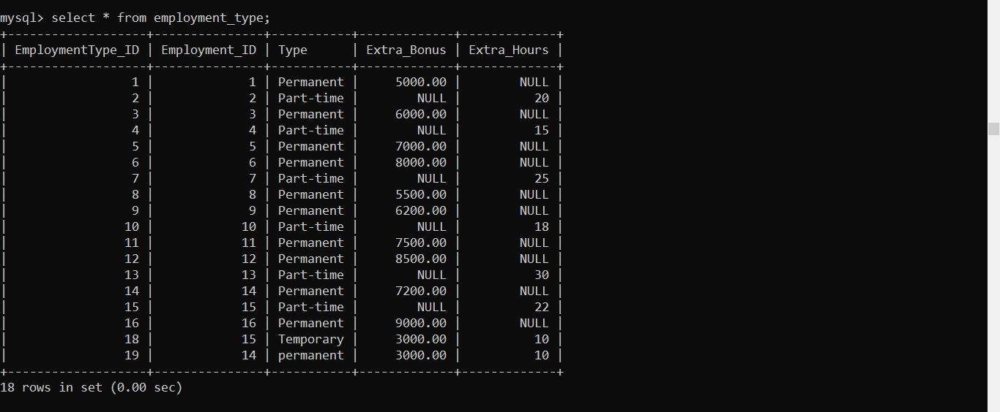 mysql> select * from employment_type;
+-------------------+---------------+-----------+-------------+-------------+
| EmploymentType_ID | Employment_ID | Type      | Extra_Bonus | Extra_Hours |
+-------------------+---------------+-----------+-------------+-------------+
|                 1 |             1 | Permanent |     5000.00 |        NULL |
|                 2 |             2 | Part-time |        NULL |          20 |
|                 3 |             3 | Permanent |     6000.00 |        NULL |
|                 4 |             4 | Part-time |        NULL |          15 |
|                 5 |             5 | Permanent |     7000.00 |        NULL |
|                 6 |             6 | Permanent |     8000.00 |        NULL |
|                 7 |             7 | Part-time |        NULL |          25 |
|                 8 |             8 | Permanent |     5500.00 |        NULL |
|                 9 |             9 | Permanent |     6200.00 |        NULL |
|                10 |            10 | Part-time |        NULL |          18 |
|                11 |            11 | Permanent |     7500.00 |        NULL |
|                12 |            12 | Permanent |     8500.00 |        NULL |
|                13 |            13 | Part-time |        NULL |          30 |
|                14 |            14 | Permanent |     7200.00 |        NULL |
|                15 |            15 | Part-time |        NULL |          22 |
|                16 |            16 | Permanent |     9000.00 |        NULL |
|                18 |            15 | Temporary |     3000.00 |          10 |
|                19 |            14 | permanent |     3000.00 |          10 |
+-------------------+---------------+-----------+-------------+-------------+
18 rows in set (0.00 sec)